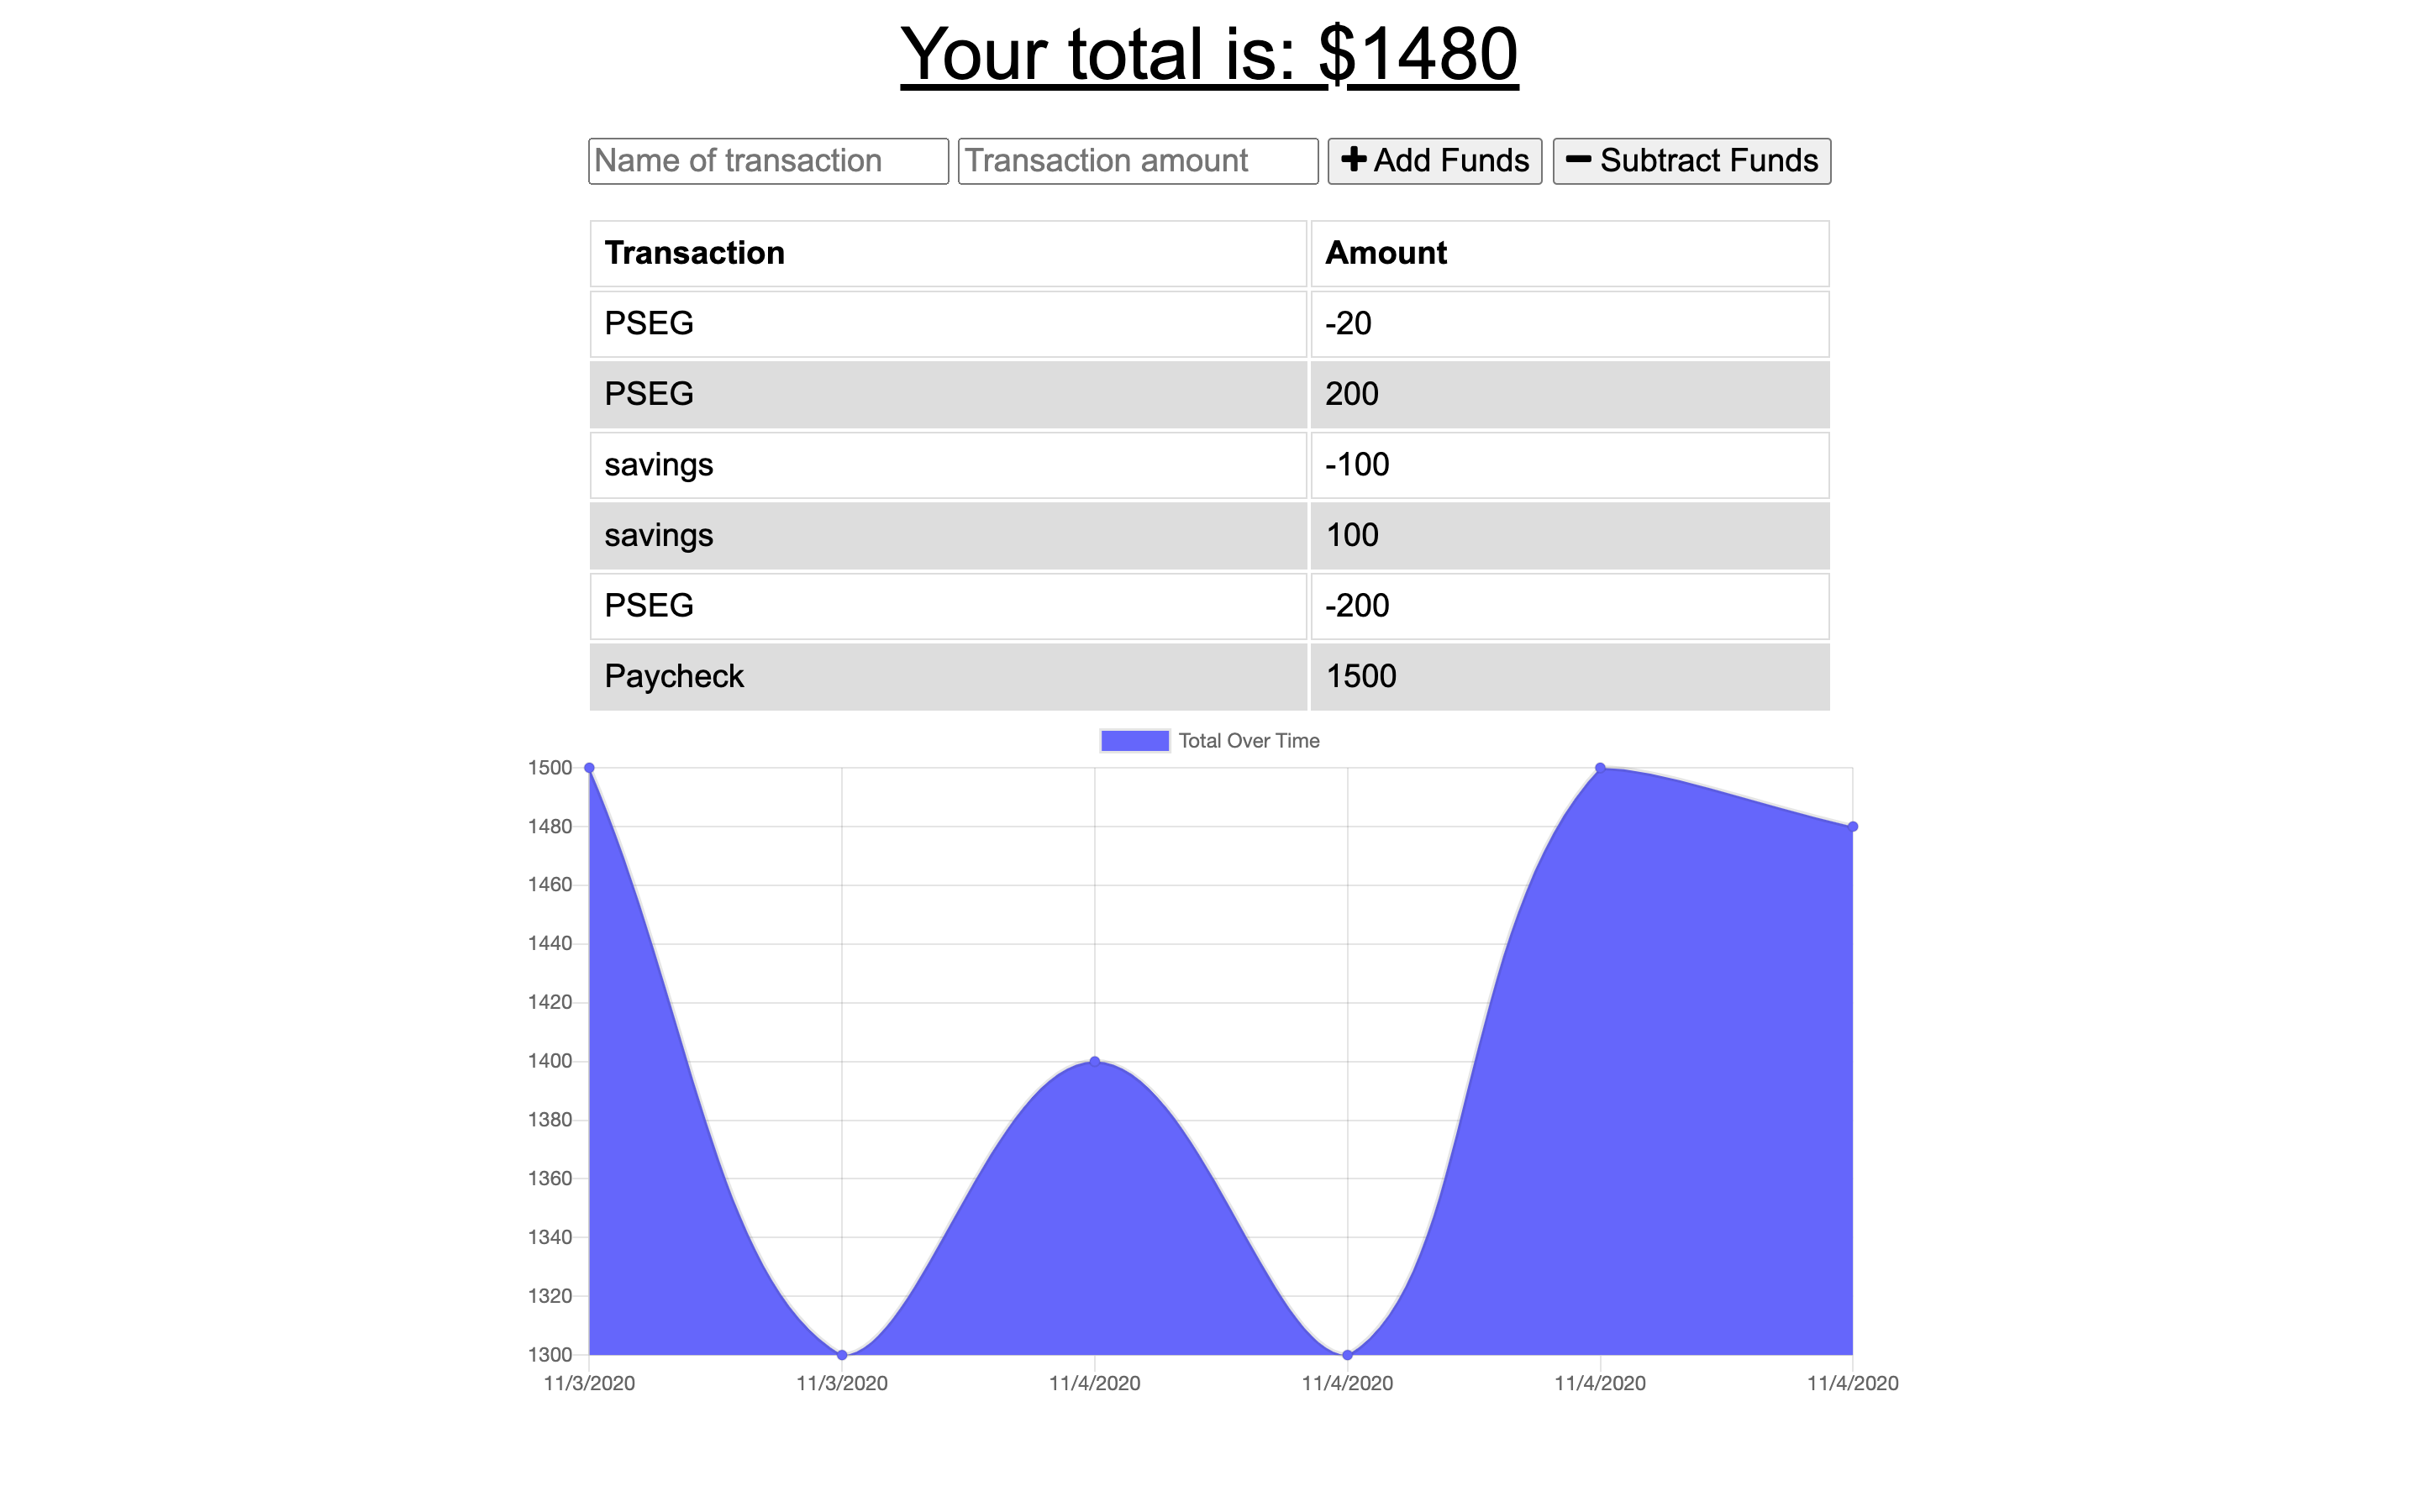 Your total is: $1480
Name of transaction Transaction amount Add Funds Subtract Funds
Transaction Amount
PSEG -20
PSEG 200
savings -100
savings 100
PSEG -200
Paycheck 1500
Total Over Time
1500
1480
1460
1440
1420
1400
1380
1360
1340
1320
1300
11/3/2020 11/3/2020 11/4/2020 11/4/2020 11/4/2020 11/4/2020